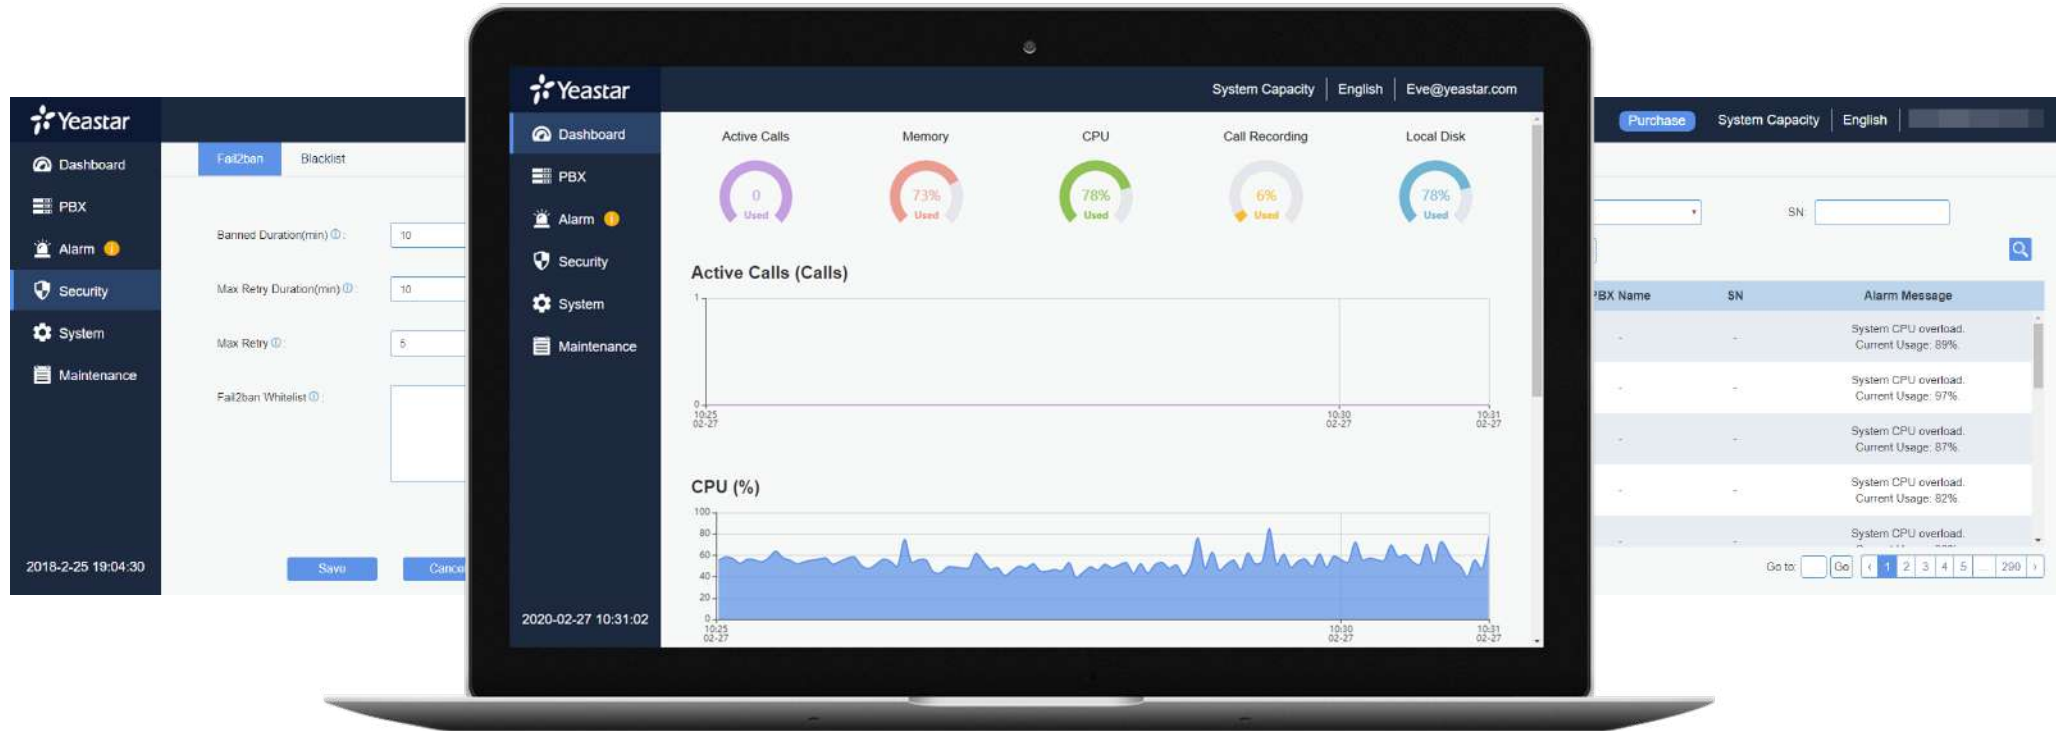 Yeastar
Dashboard
PBX
Alarm
Security
System
Maintenance
2018-2-25 19:04:30
Fail2ban Blacklist
Banned Duration(min) : 10
Max Retry Duration(min) : 10
Max Retry : 5
Fail2ban Whitelist :
Save Cancel
Yeastar
System Capacity English Eve@yeastar.com
Dashboard
PBX
Alarm
Security
System
Maintenance
2020-02-27 10:31:02
Active Calls Memory CPU Call Recording Local Disk
0 73% 78% 6% 78%
Used Used Used Used Used
Active Calls (Calls)
1
0
10:25 10:30 10:31
02-27 02-27 02-27
CPU (%)
100
80
60
40
20
0
10:25 10:30 10:31
02-27 02-27 02-27
Purchase System Capacity English
SN:
PBX Name SN Alarm Message
- - System CPU overload.
Current Usage: 89%.
- - System CPU overload.
Current Usage: 97%.
- - System CPU overload.
Current Usage: 87%.
- - System CPU overload.
Current Usage: 82%.
- - System CPU overload.
Go to: Go ‹ 1 2 3 4 5 ... 290 ›